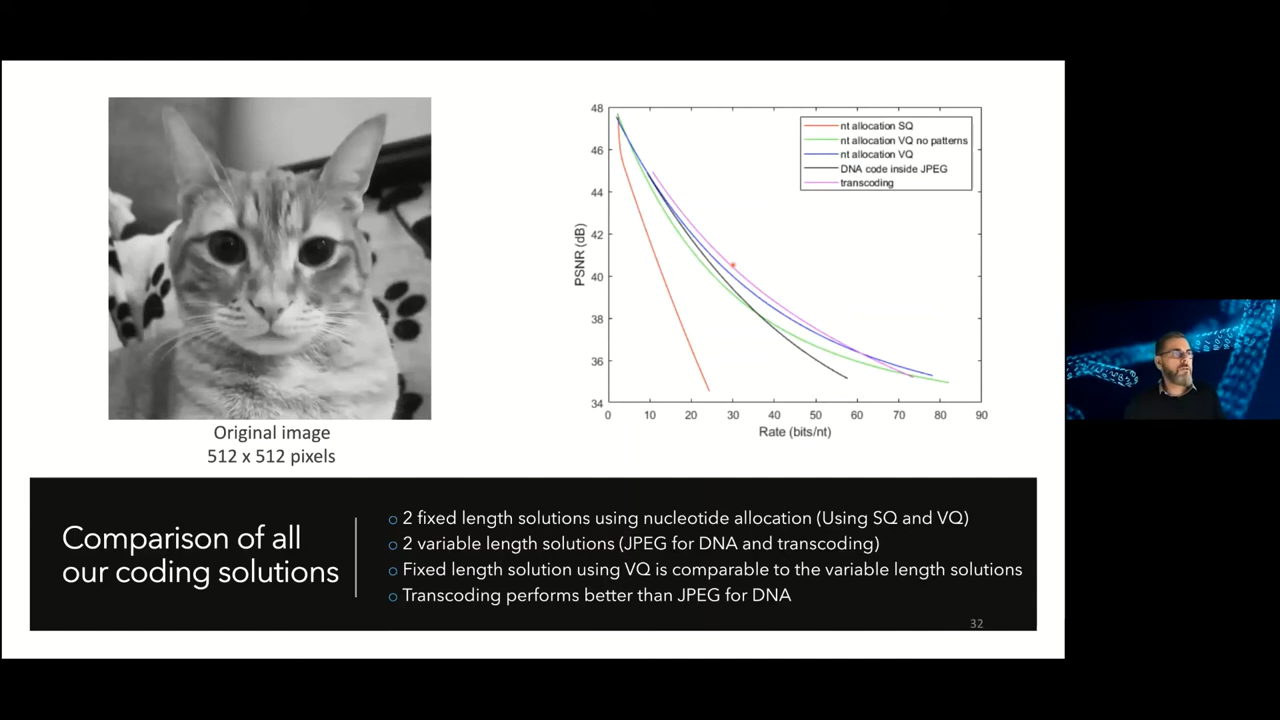 Original image
512 x 512 pixels
48
46
44
42
40
38
36
34
PSNR (dB)
0 10 20 30 40 50 60 70 80 90
Rate (bits/nt)
nt allocation SQ
nt allocation VQ no patterns
nt allocation VQ
DNA code inside JPEG
transcoding
Comparison of all
our coding solutions
2 fixed length solutions using nucleotide allocation (Using SQ and VQ)
2 variable length solutions (JPEG for DNA and transcoding)
Fixed length solution using VQ is comparable to the variable length solutions
Transcoding performs better than JPEG for DNA
32